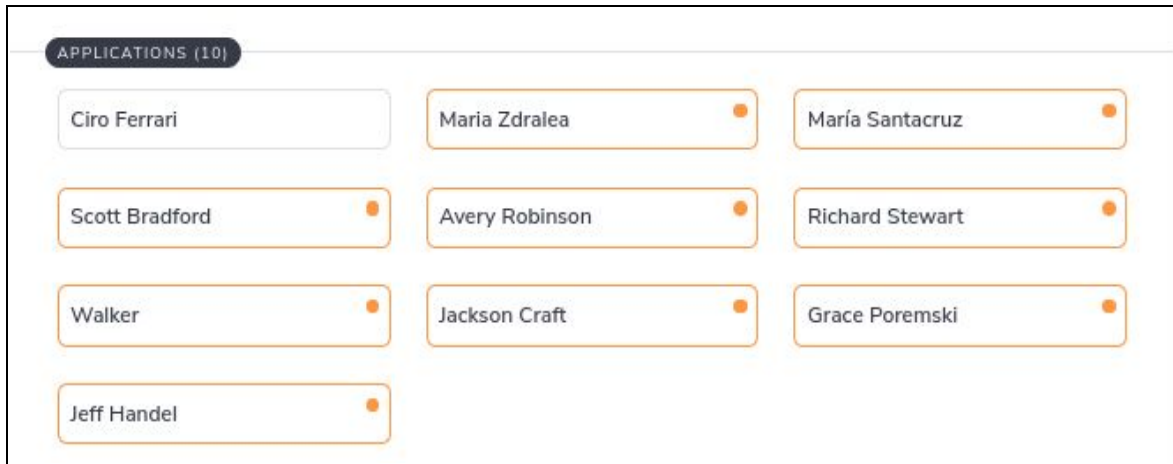 APPLICATIONS (10)
Ciro Ferrari
Maria Zdralea
María Santacruz
Scott Bradford
Avery Robinson
Richard Stewart
Walker
Jackson Craft
Grace Poremski
Jeff Handel